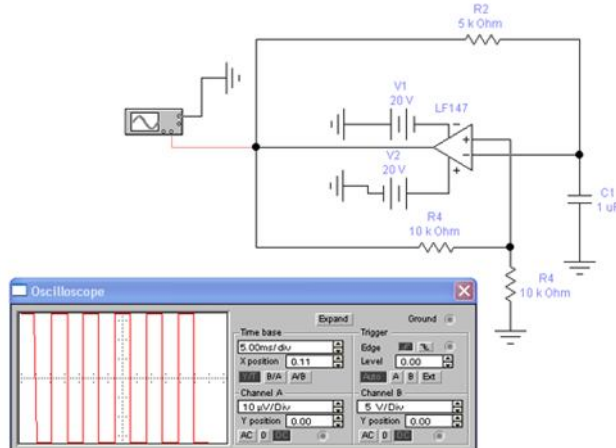 R2
5 k Ohm
V1
20 V
LF147
V2
20 V
C1
1 uF
R4
10 k Ohm
R4
10 k Ohm
Oscilloscope
Expand
Ground
Time base
5.00ms/div
X position 0.11
Y/T B/A A/B
Trigger
Edge
Level 0.00
Auto A B Ext
Channel A
10 µV/Div
Y position 0.00
AC 0 DC
Channel B
5 V/Div
Y position 0.00
AC 0 DC